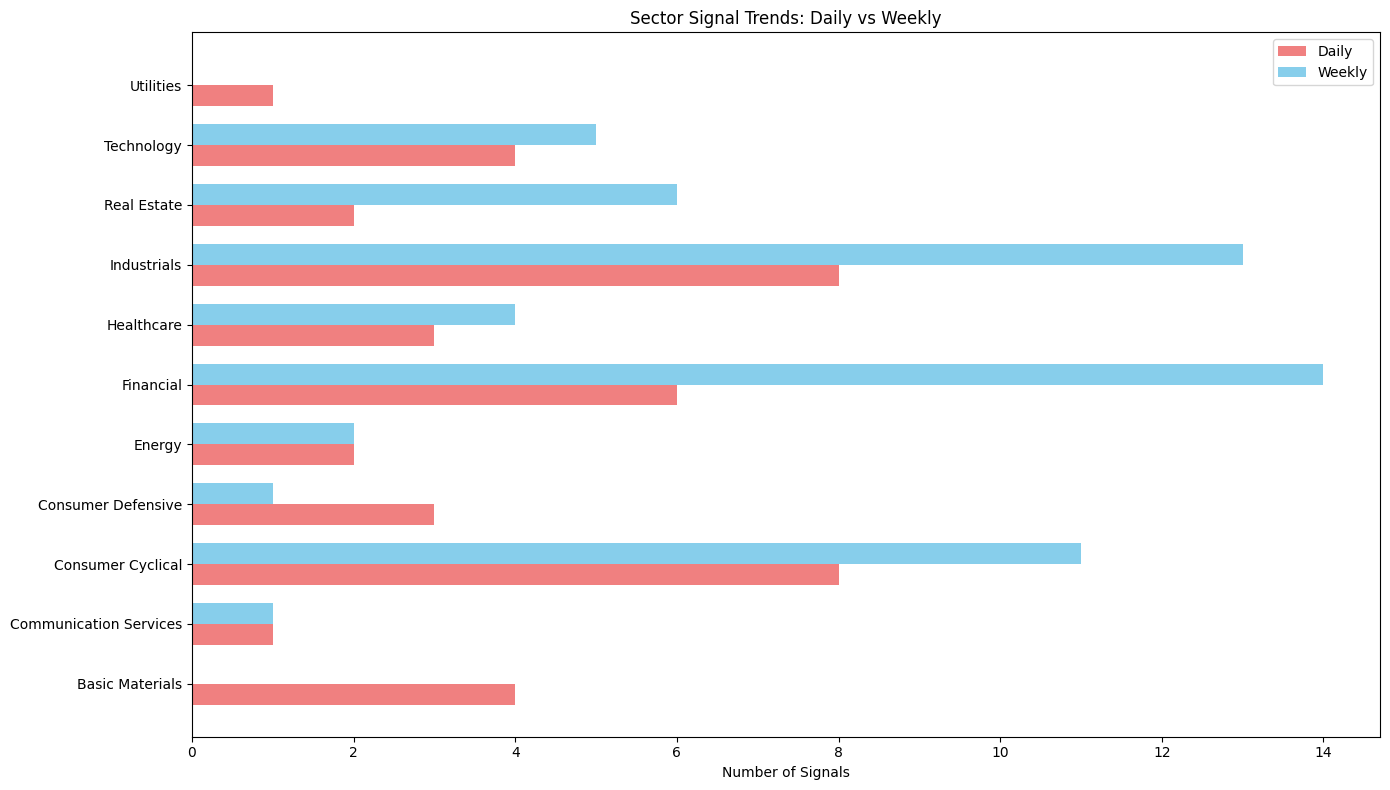 Sector Signal Trends: Daily vs Weekly
Daily
Weekly
Utilities
Technology
Real Estate
Industrials
Healthcare
Financial
Energy
Consumer Defensive
Consumer Cyclical
Communication Services
Basic Materials
0 2 4 6 8 10 12 14
Number of Signals